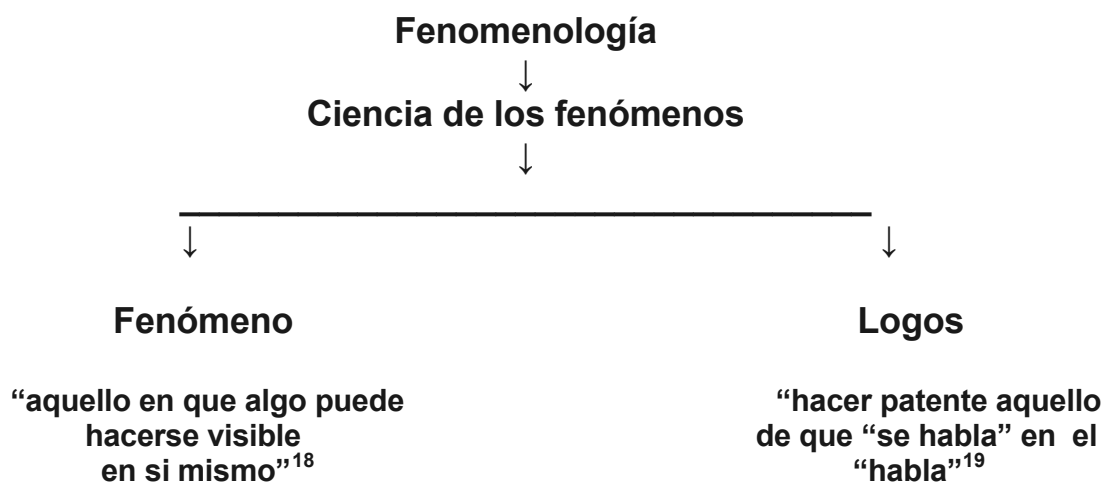 Fenomenología
↓
Ciencia de los fenómenos
↓
↓ ↓
Fenómeno Logos
“aquello en que algo puede “hacer patente aquello
hacerse visible de que “se habla” en el
en si mismo”18 “habla”19